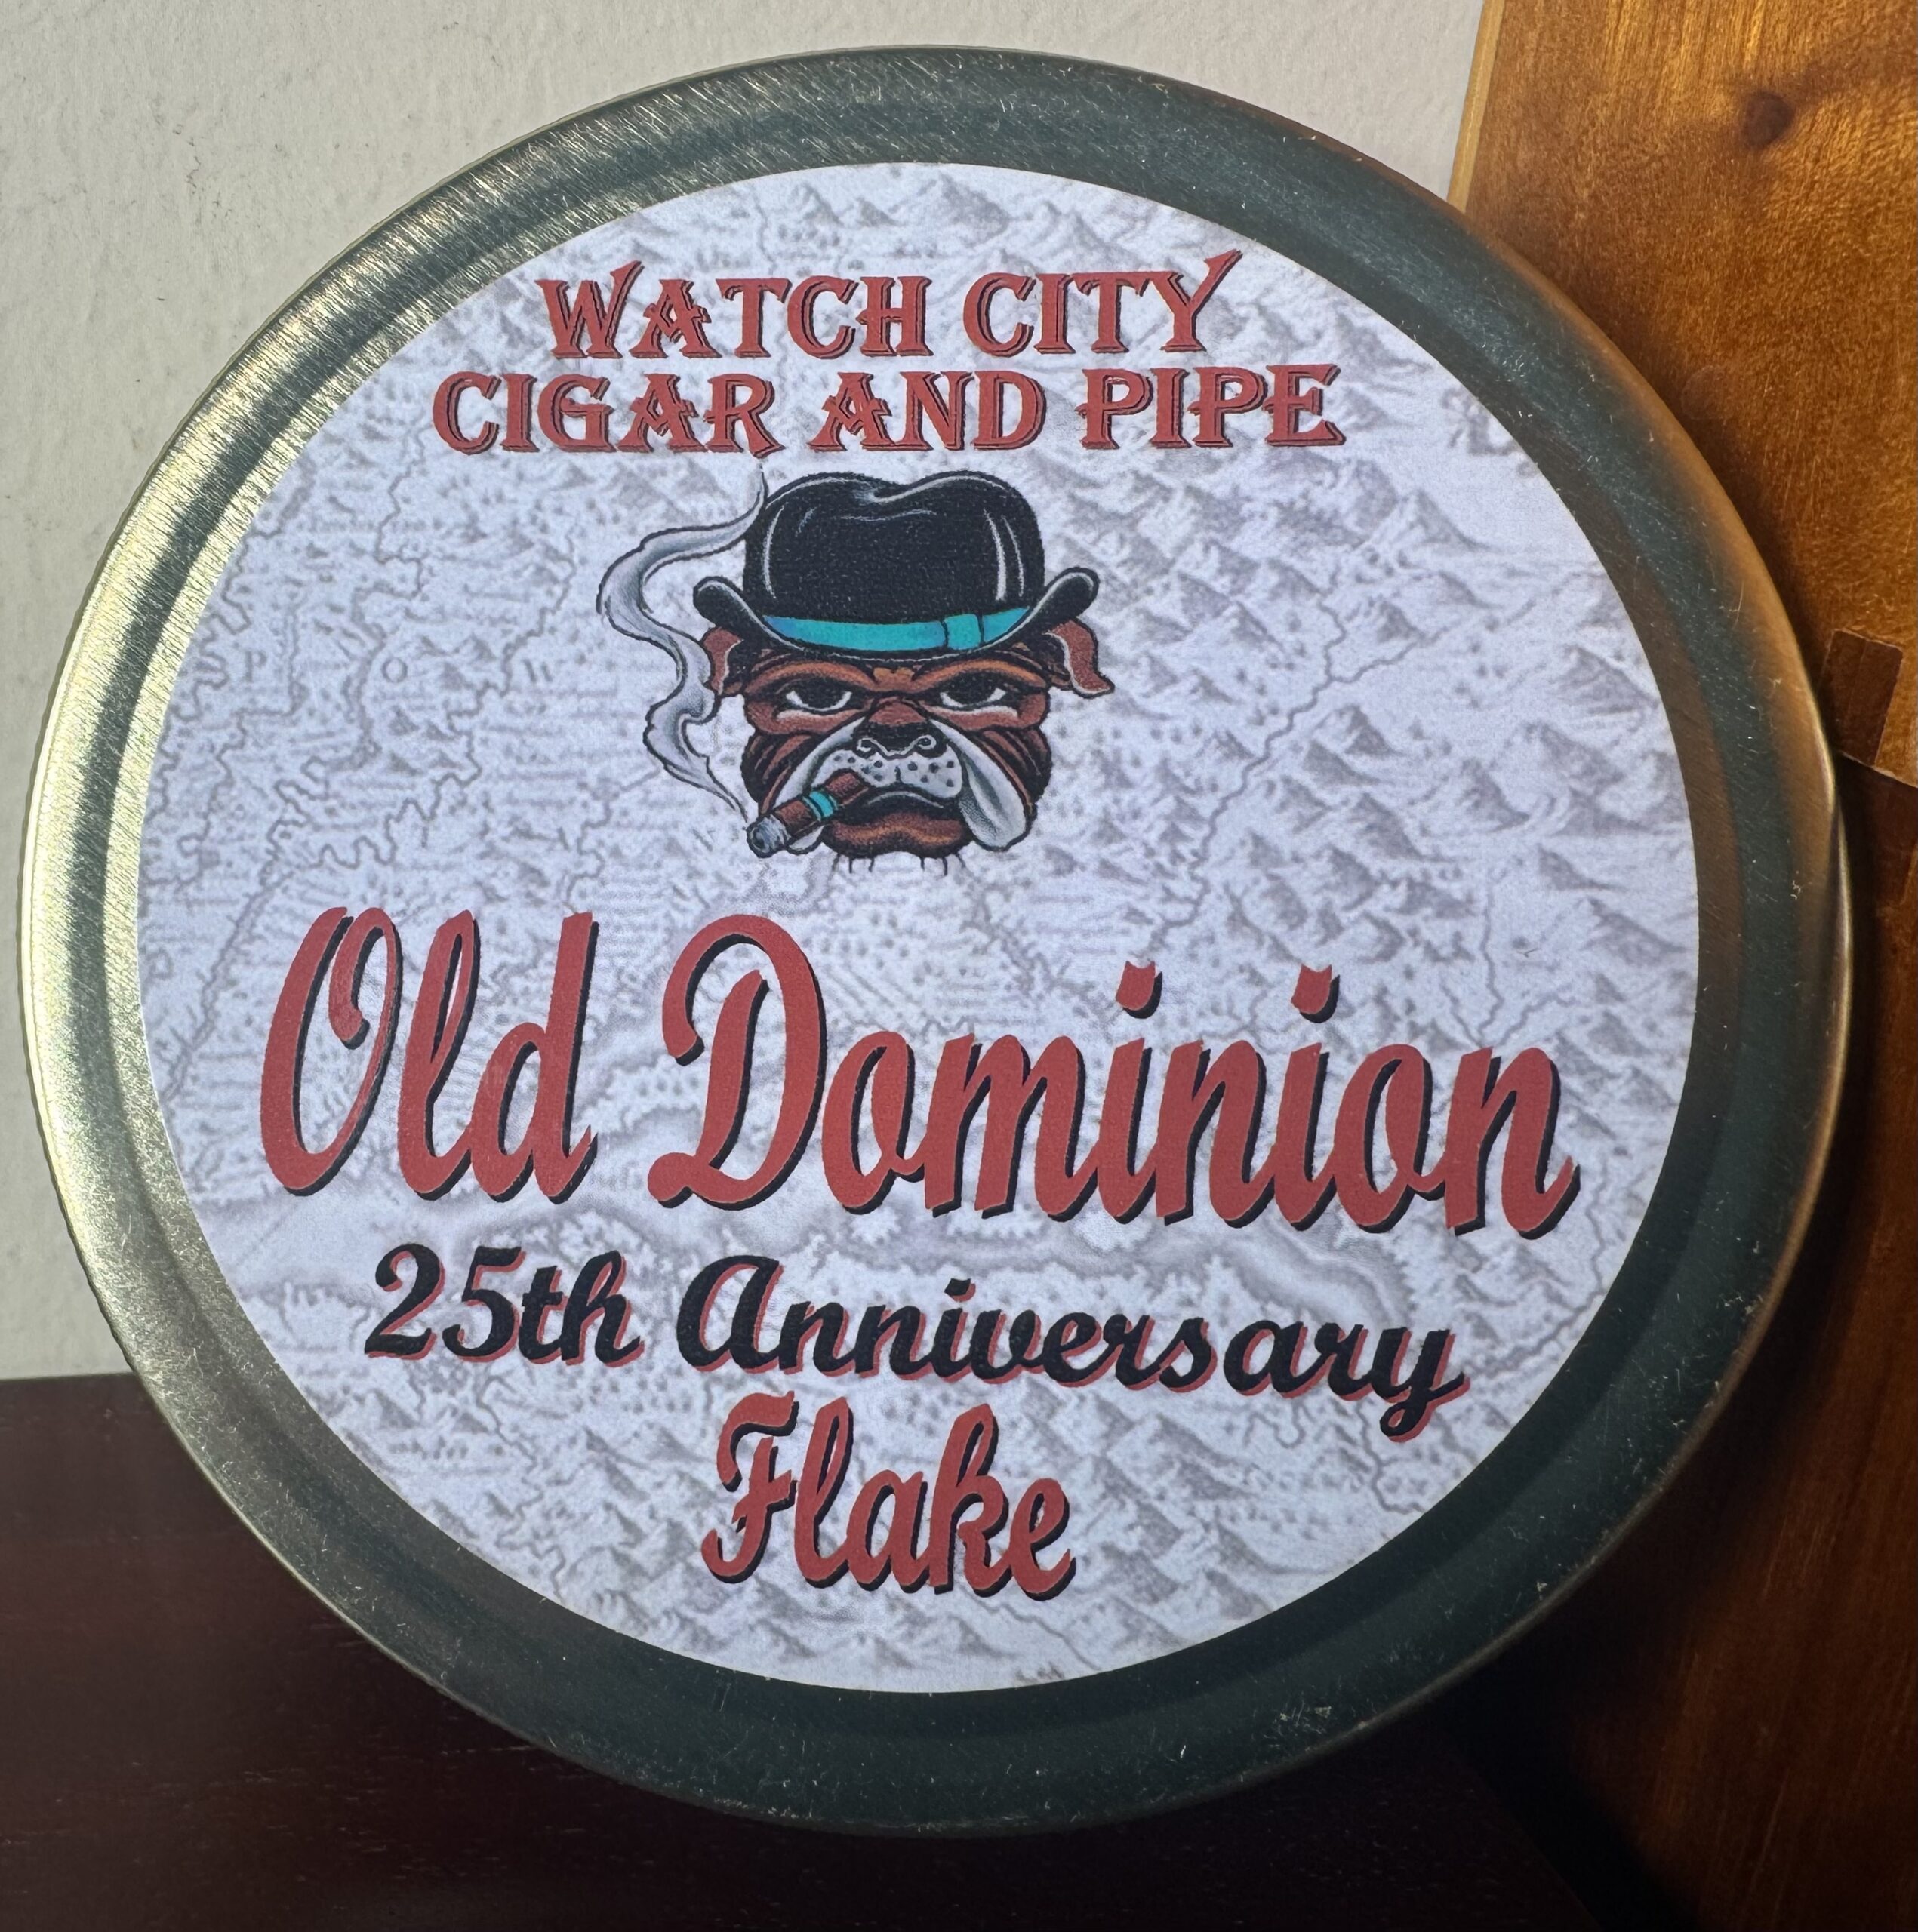 WATCH CITY
CIGAR AND PIPE
Old Dominion
25th Anniversary
Flake